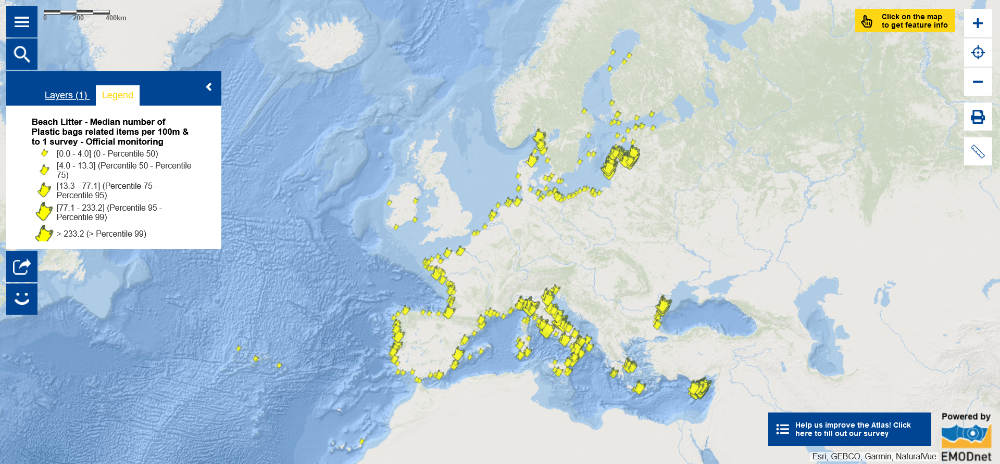 0 200 400km
Click on the map
to get feature info
Layers (1)
Legend
Beach Litter - Median number of
Plastic bags related items per 100m &
to 1 survey - Official monitoring
[0.0 - 4.0] (0 - Percentile 50)
[4.0 - 13.3] (Percentile 50 - Percentile
75)
[13.3 - 77.1] (Percentile 75 -
Percentile 95)
[77.1 - 233.2] (Percentile 95 -
Percentile 99)
> 233.2 (> Percentile 99)
Help us improve the Atlas! Click
here to fill out our survey
Powered by
EMODnet
Esri, GEBCO, Garmin, NaturalVue